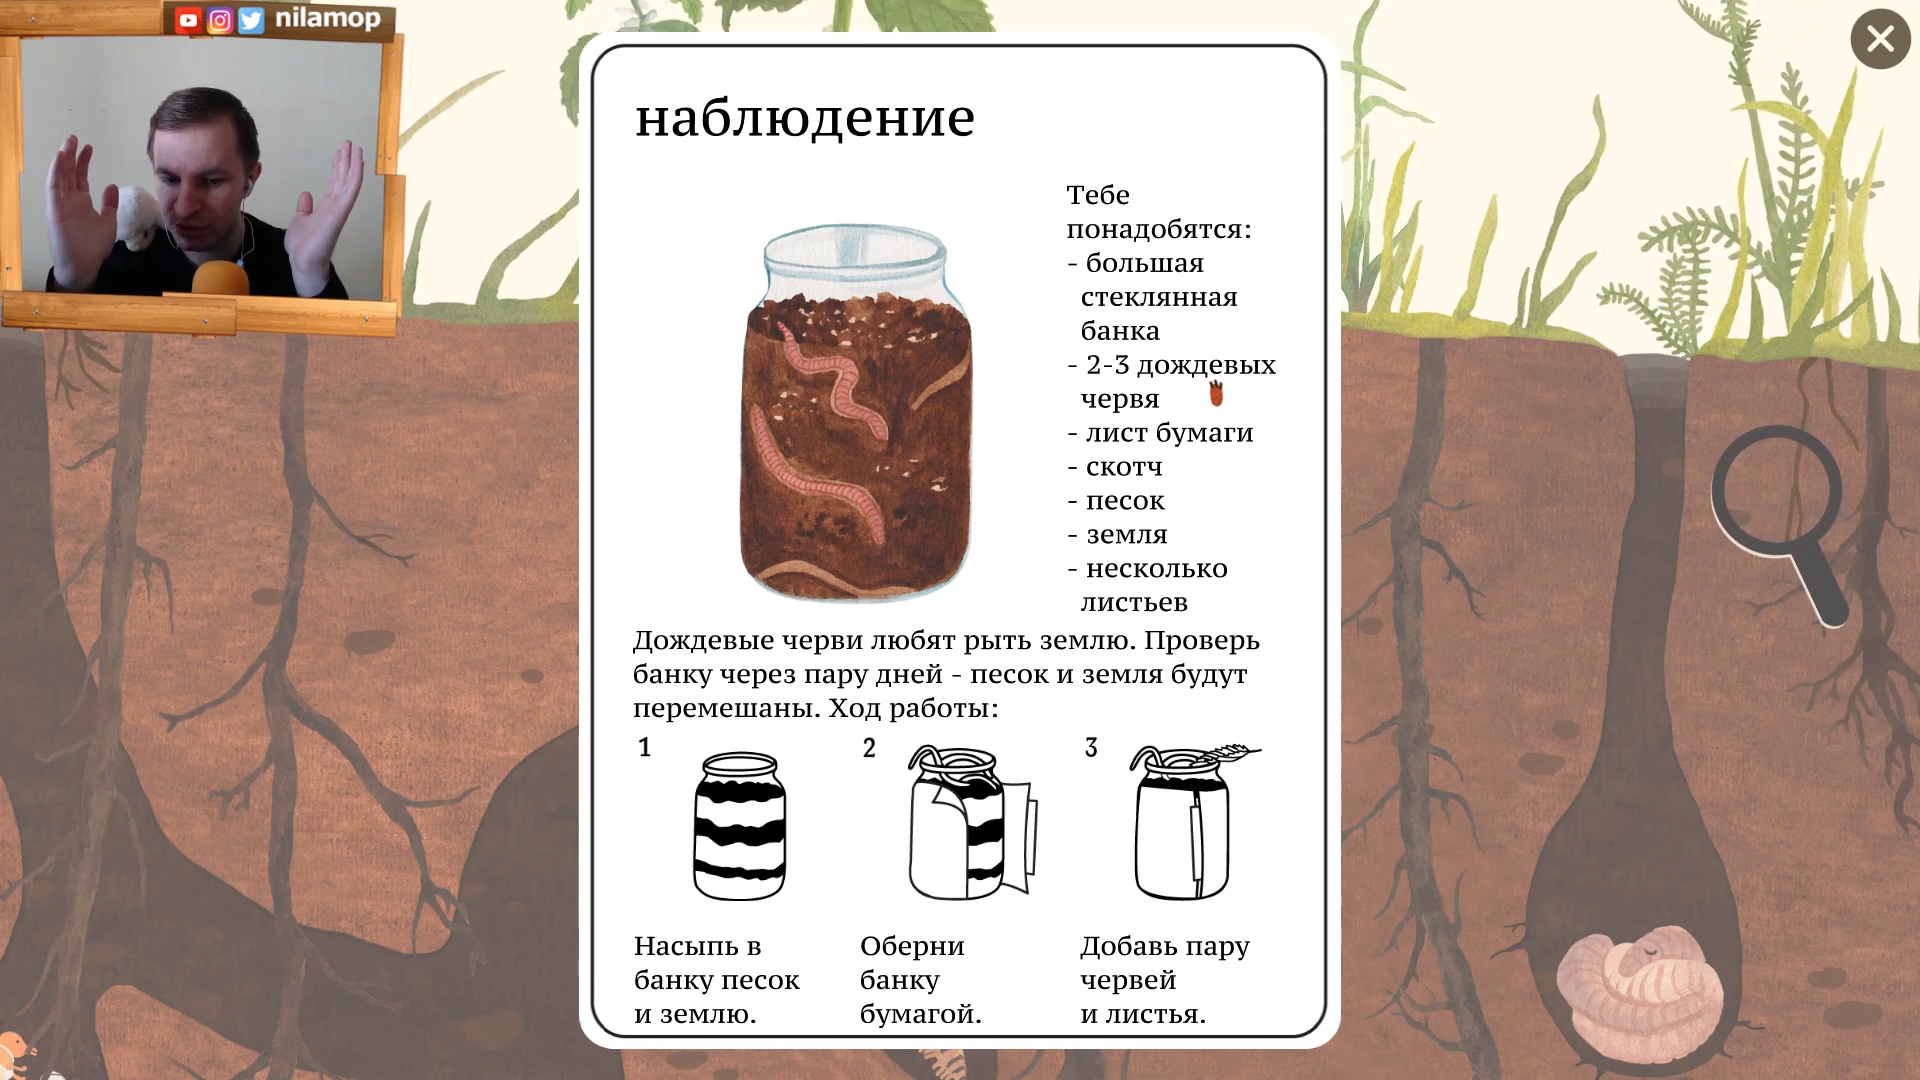 nilamop
наблюдение
Тебе
понадобятся:
- большая
стеклянная
банка
- 2-3 дождевых
червя
- лист бумаги
- скотч
- песок
- земля
- несколько
листьев
Дождевые черви любят рыть землю. Проверь
банку через пару дней - песок и земля будут
перемешаны. Ход работы:
1
2
3
Насыпь в
банку песок
и землю.
Оберни
банку
бумагой.
Добавь пару
червей
и листья.